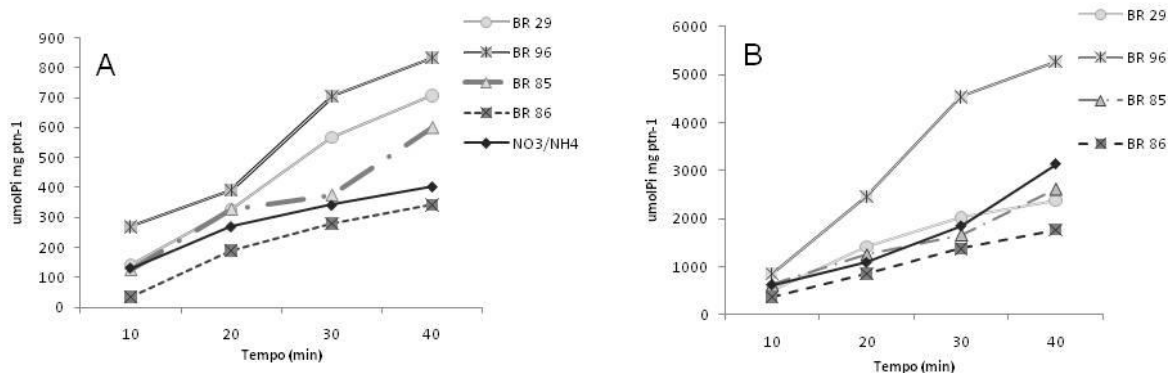 A
900
800
700
600
500
400
300
200
100
0
umolPi mg ptn-1
10 20 30 40
Tempo (min)
BR 29
BR 96
BR 85
BR 86
NO3/NH4
B
6000
5000
4000
3000
2000
1000
0
umolPi mg ptn-1
10 20 30 40
Tempo (min)
BR 29
BR 96
BR 85
BR 86